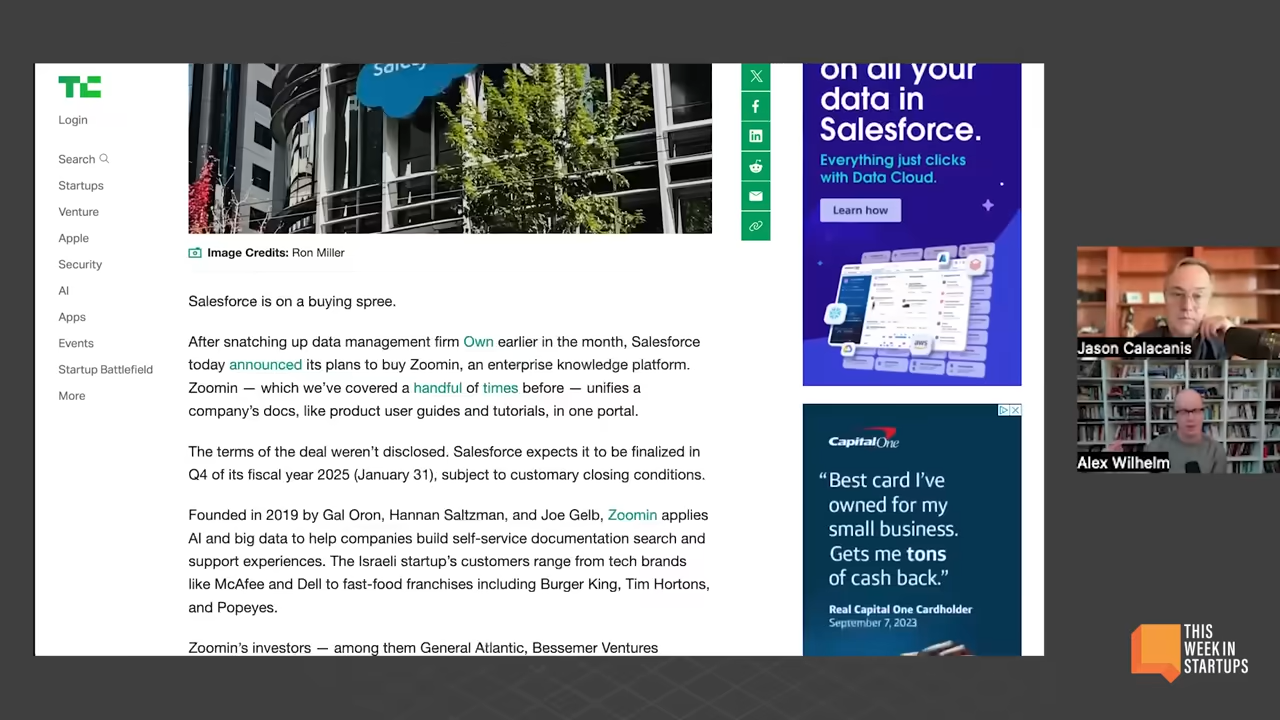 TC
Login
Search
Startups
Venture
Apple
Security
AI
Apps
Events
Startup Battlefield
More
Image Credits: Ron Miller
Salesforce is on a buying spree.
After snatching up data management firm Own earlier in the month, Salesforce
today announced its plans to buy Zoomin, an enterprise knowledge platform.
Zoomin — which we’ve covered a handful of times before — unifies a
company’s docs, like product user guides and tutorials, in one portal.
The terms of the deal weren’t disclosed. Salesforce expects it to be finalized in
Q4 of its fiscal year 2025 (January 31), subject to customary closing conditions.
Founded in 2019 by Gal Oron, Hannan Saltzman, and Joe Gelb, Zoomin applies
AI and big data to help companies build self-service documentation search and
support experiences. The Israeli startup’s customers range from tech brands
like McAfee and Dell to fast-food franchises including Burger King, Tim Hortons,
and Popeyes.
Zoomin’s investors — among them General Atlantic, Bessemer Ventures
on all your
data in
Salesforce.
Everything just clicks
with Data Cloud.
Learn how
aws
Capital One
“Best card I’ve
owned for my
small business.
Gets me tons
of cash back.”
Real Capital One Cardholder
September 7, 2023
Jason Calacanis
Alex Wilhelm
THIS
WEEK IN
STARTUPS